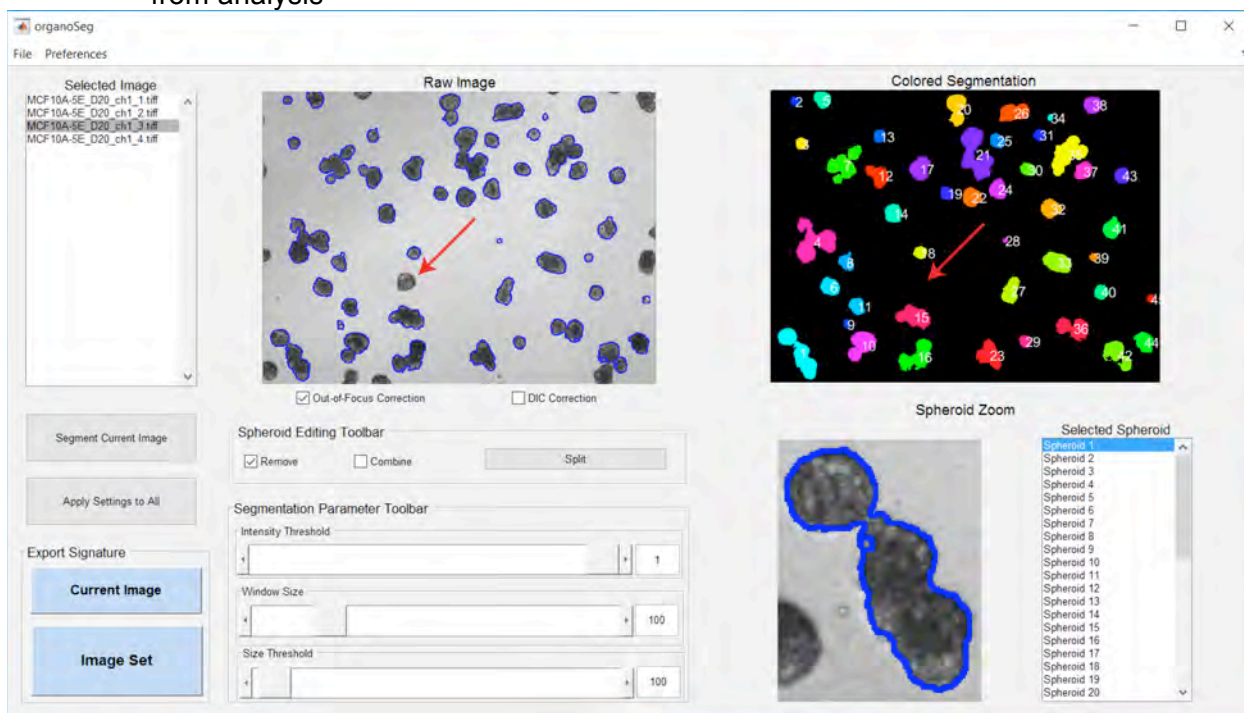 from analysis
organoSeg
File Preferences
Selected Image
MCF10A-5E_D20_ch1_1.tiff
MCF10A-5E_D20_ch1_2.tiff
MCF10A-5E_D20_ch1_3.tiff
MCF10A-5E_D20_ch1_4.tiff
Raw Image
Out-of-Focus Correction
DIC Correction
Colored Segmentation
2 5 20 26 34 38
3 13 25 31
7 12 17 21 30 37 43
19 22 24
14 32
4 8 28 41
8 33 39
6 27 40
11 15
9 36
1 10 16 23 29 42 44
Segment Current Image
Apply Settings to All
Export Signature
Current Image
Image Set
Spheroid Editing Toolbar
Remove
Combine
Split
Segmentation Parameter Toolbar
Intensity Threshold
1
Window Size
100
Size Threshold
100
Spheroid Zoom
Selected Spheroid
Spheroid 1
Spheroid 2
Spheroid 3
Spheroid 4
Spheroid 5
Spheroid 6
Spheroid 7
Spheroid 8
Spheroid 9
Spheroid 10
Spheroid 11
Spheroid 12
Spheroid 13
Spheroid 14
Spheroid 15
Spheroid 16
Spheroid 17
Spheroid 18
Spheroid 19
Spheroid 20